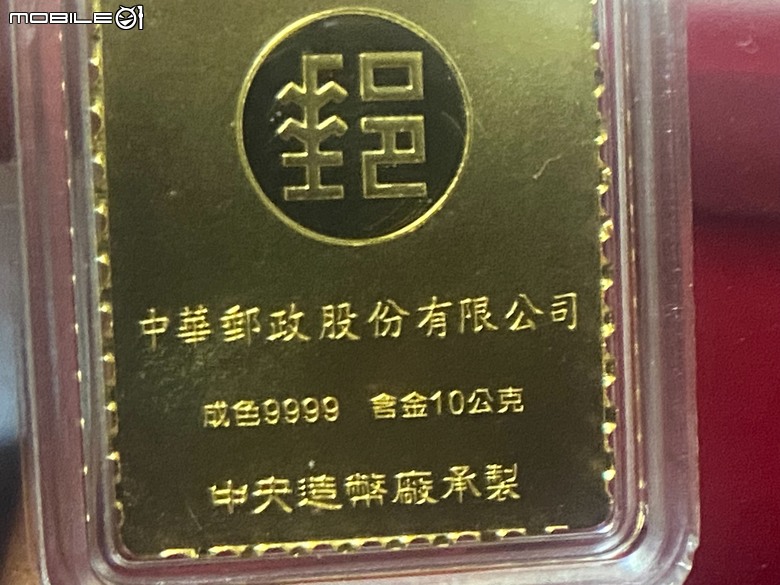 MOBILE01
郵
中華郵政股份有限公司
成色9999 含金10公克
中央造幣廠承製